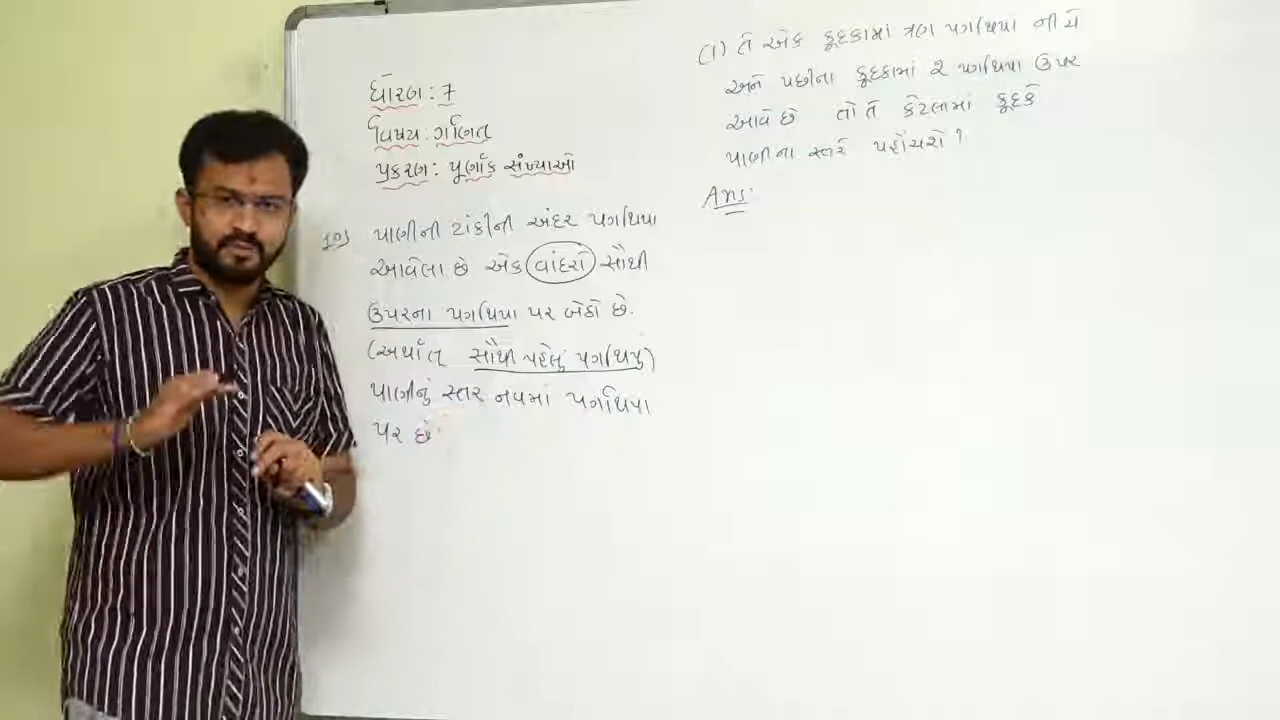 ધોરણ : 7
વિષય : ગણિત
પ્રકરણ : પૂર્ણાંક સંખ્યાઓ
10) પાણીની ટાંકીની અંદર પગથિયા
આવેલા છે એક વાંદરો સૌથી
ઉપરના પગથિયા પર બેઠો છે.
(અર્થાત્ સૌથી પહેલું પગથિયું)
પાણીનું સ્તર નવમાં પગથિયા
પર છે.
(1) તે એક કૂદકામાં ત્રણ પગથિયા નીચે
અને પછીના કૂદકામાં 2 પગથિયા ઉપર
આવે છે તો તે કેટલામાં કૂદકે
પાણીના સ્તરે પહોંચશે ?
Ans: